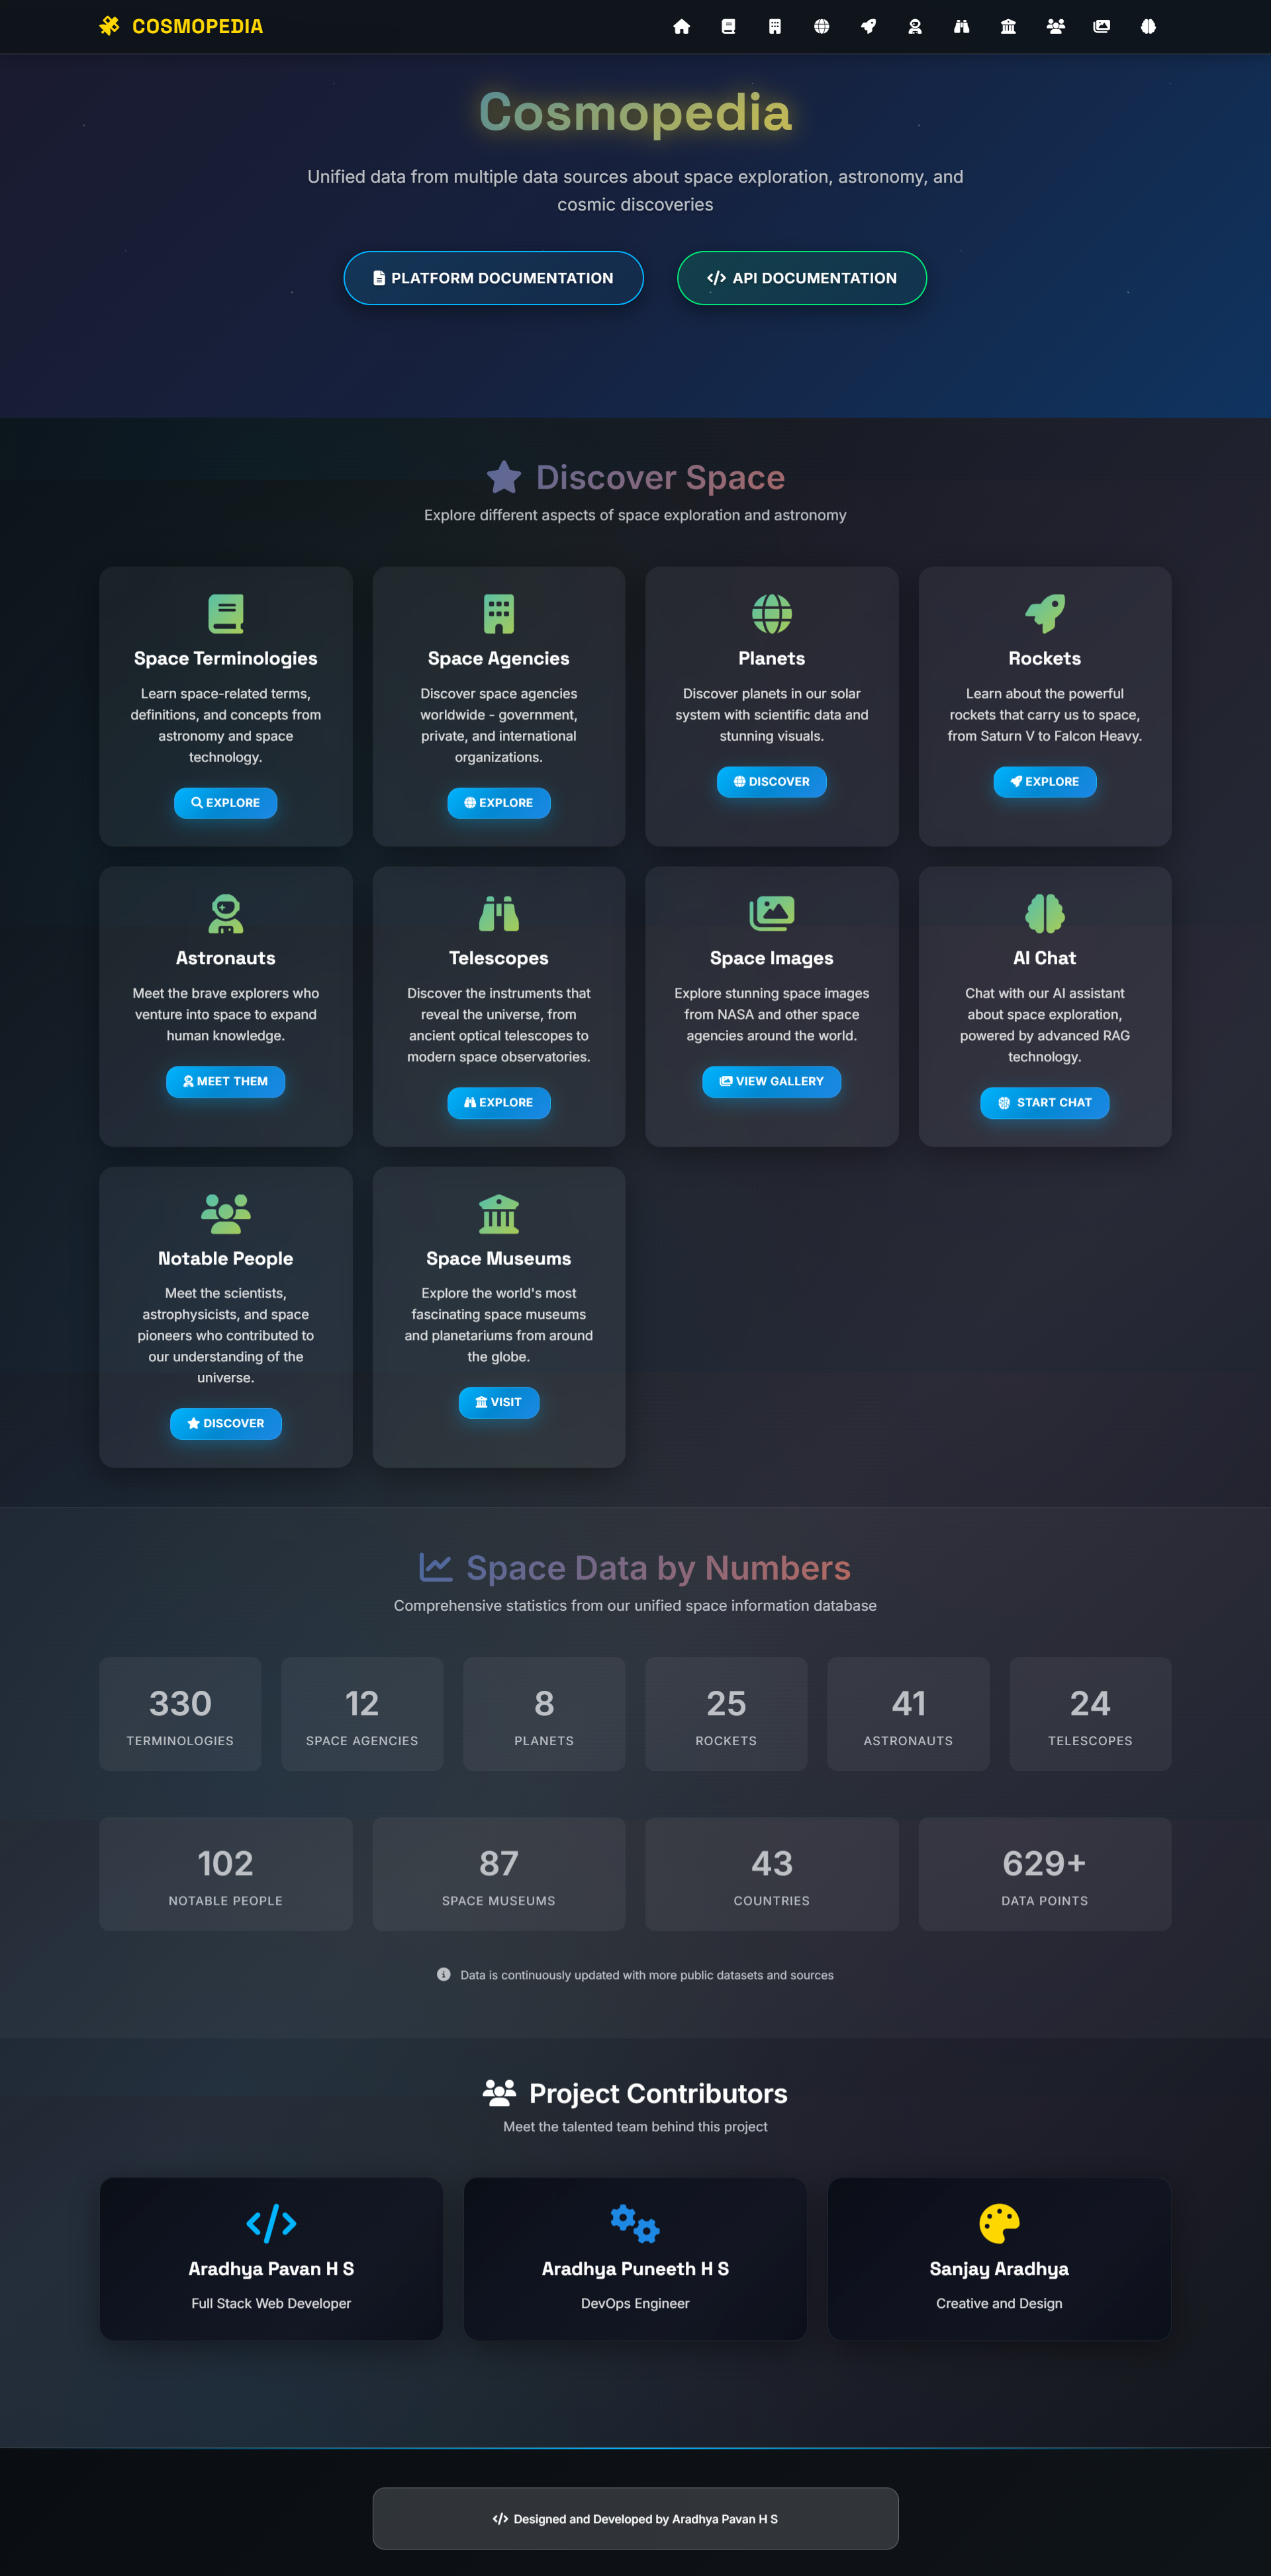 COSMOPEDIA
Cosmopedia
Unified data from multiple data sources about space exploration, astronomy, and
cosmic discoveries
PLATFORM DOCUMENTATION
API DOCUMENTATION
Discover Space
Explore different aspects of space exploration and astronomy
Space Terminologies
Learn space-related terms,
definitions, and concepts from
astronomy and space
technology.
EXPLORE
Space Agencies
Discover space agencies
worldwide - government,
private, and international
organizations.
EXPLORE
Planets
Discover planets in our solar
system with scientific data and
stunning visuals.
DISCOVER
Rockets
Learn about the powerful
rockets that carry us to space,
from Saturn V to Falcon Heavy.
EXPLORE
Astronauts
Meet the brave explorers who
venture into space to expand
human knowledge.
MEET THEM
Telescopes
Discover the instruments that
reveal the universe, from
ancient optical telescopes to
modern space observatories.
EXPLORE
Space Images
Explore stunning space images
from NASA and other space
agencies around the world.
VIEW GALLERY
AI Chat
Chat with our AI assistant
about space exploration,
powered by advanced RAG
technology.
START CHAT
Notable People
Meet the scientists,
astrophysicists, and space
pioneers who contributed to
our understanding of the
universe.
DISCOVER
Space Museums
Explore the world's most
fascinating space museums
and planetariums from around
the globe.
VISIT
Space Data by Numbers
Comprehensive statistics from our unified space information database
330
TERMINOLOGIES
12
SPACE AGENCIES
8
PLANETS
25
ROCKETS
41
ASTRONAUTS
24
TELESCOPES
102
NOTABLE PEOPLE
87
SPACE MUSEUMS
43
COUNTRIES
629+
DATA POINTS
Data is continuously updated with more public datasets and sources
Project Contributors
Meet the talented team behind this project
Aradhya Pavan H S
Full Stack Web Developer
Aradhya Puneeth H S
DevOps Engineer
Sanjay Aradhya
Creative and Design
Designed and Developed by Aradhya Pavan H S